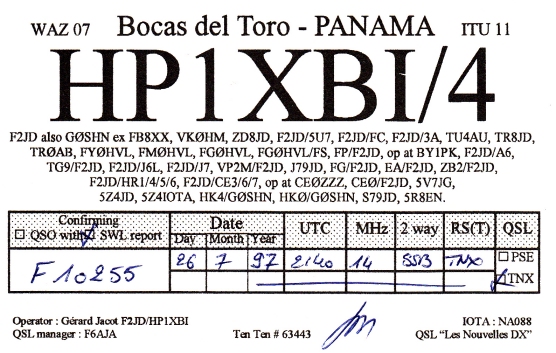 WAZ 07 Bocas del Toro - PANAMA ITU 11
HP1XBI/4
F2JD also GØSHN ex FB8XX, VKØHM, ZD8JD, F2JD/5U7, F2JD/FC, F2JD/3A, TU4AU, TR8JD,
TRØAB, FYØHVL, FMØHVL, FGØHVL, FGØHVL/FS, FP/F2JD, op at BY1PK, F2JD/A6,
TG9/F2JD, F2JD/J6L, F2JD/J7, VP2M/F2JD, J79JD, FG/F2JD, EA/F2JD, ZB2/F2JD,
F2JD/HR1/4/5/6, F2JD/CE3/6/7, op at CEØZZZ, CEØ/F2JD, 5V7JG,
5Z4JD, 5Z4IOTA, HK4/GØSHN, HKØ/GØSHN, S79JD, 5R8EN.
Confirming Date UTC MHz 2 way RS(T) QSL
☐ QSO with ☑ SWL report Day Month Year
F10255 26 7 97 2140 14 SSB TNX ☐ PSE
☑ TNX
Operator : Gérard Jacot F2JD/HP1XBI IOTA : NA088
QSL manager : F6AJA Ten Ten # 63443 QSL "Les Nouvelles DX"